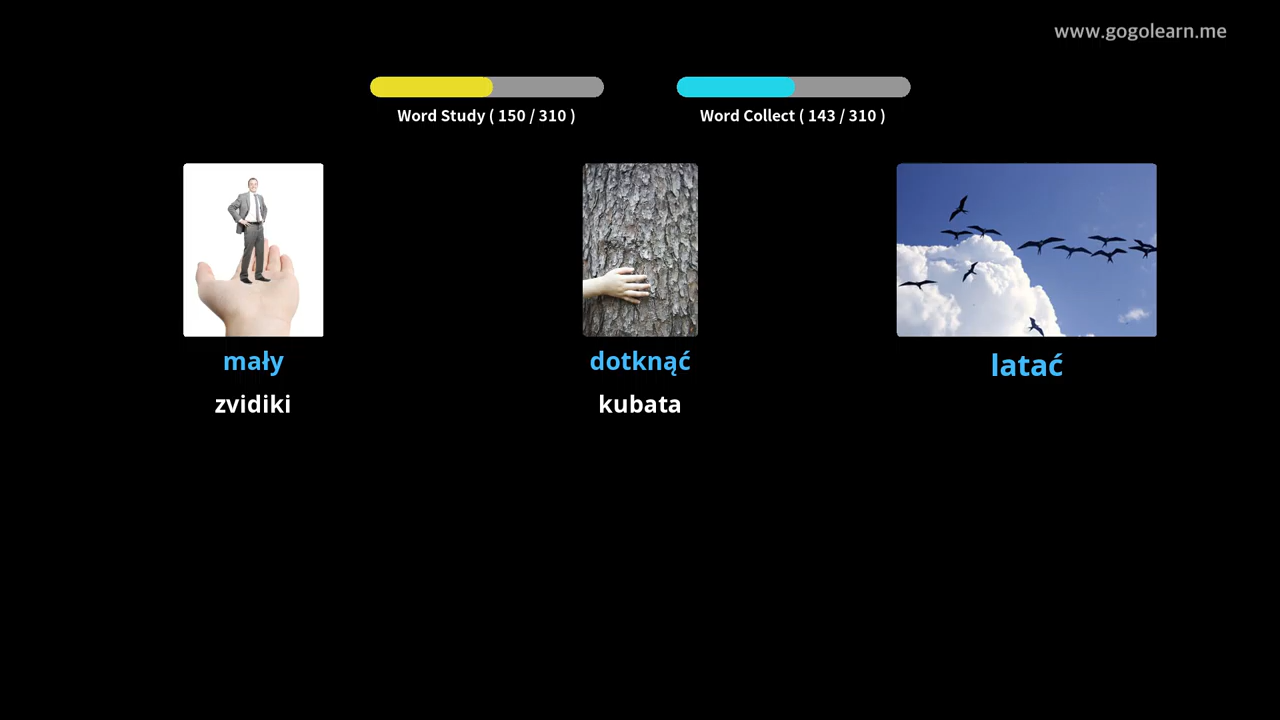 www.gogolearn.me
Word Study ( 150 / 310 )
Word Collect ( 143 / 310 )
mały
dotknąć
latać
zvidiki
kubata